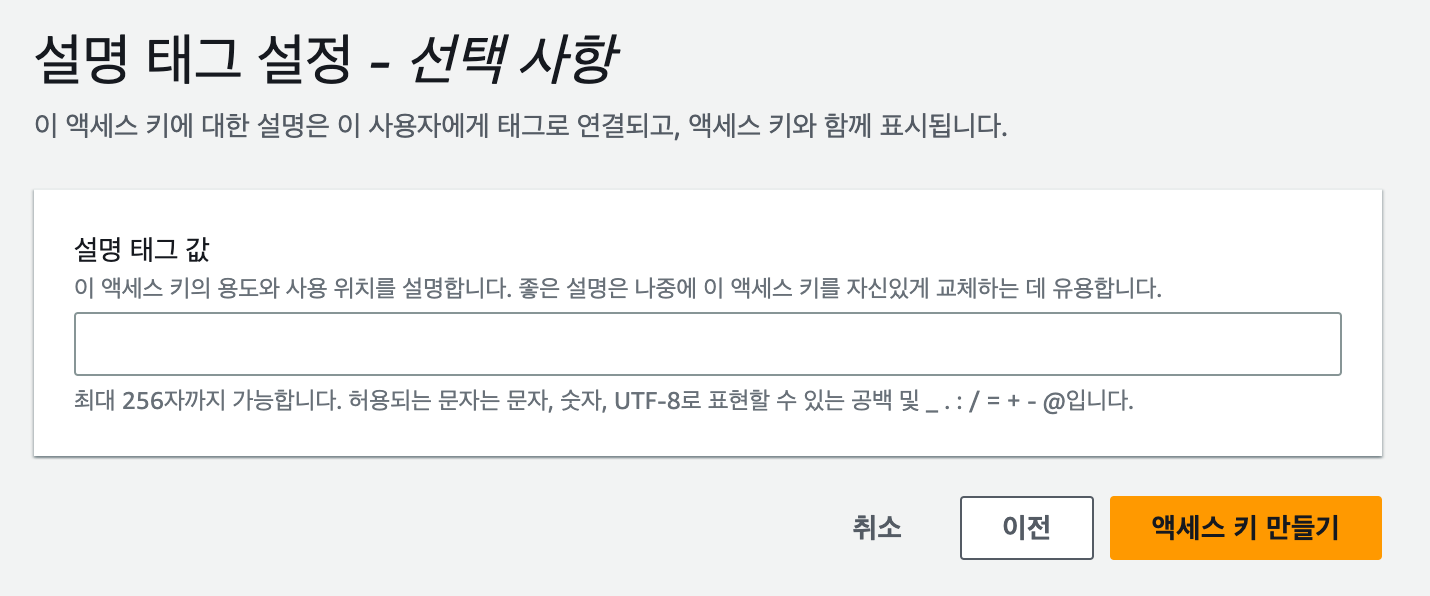 설명 태그 설정 - 선택 사항
이 액세스 키에 대한 설명은 이 사용자에게 태그로 연결되고, 액세스 키와 함께 표시됩니다.
설명 태그 값
이 액세스 키의 용도와 사용 위치를 설명합니다. 좋은 설명은 나중에 이 액세스 키를 자신있게 교체하는 데 유용합니다.
최대 256자까지 가능합니다. 허용되는 문자는 문자, 숫자, UTF-8로 표현할 수 있는 공백 및 _ . : / = + - @입니다.
취소 이전 액세스 키 만들기